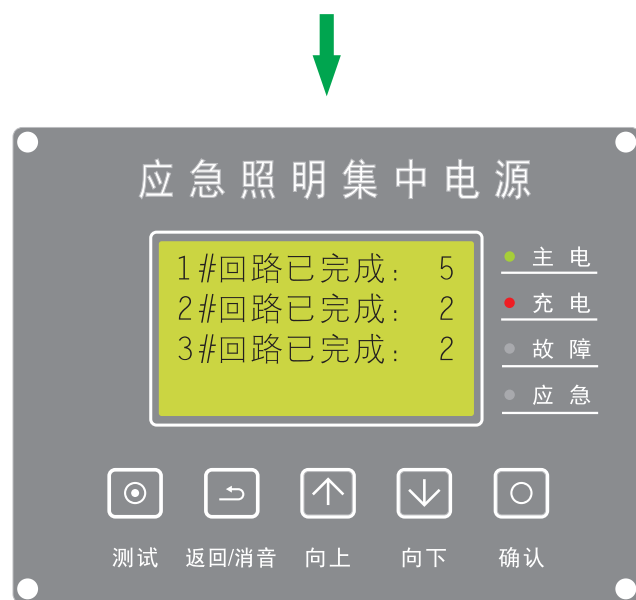 应急照明集中电源
1#回路已完成: 5
2#回路已完成: 2
3#回路已完成: 2
主电
充电
故障
应急
测试 返回/消音 向上 向下 确认